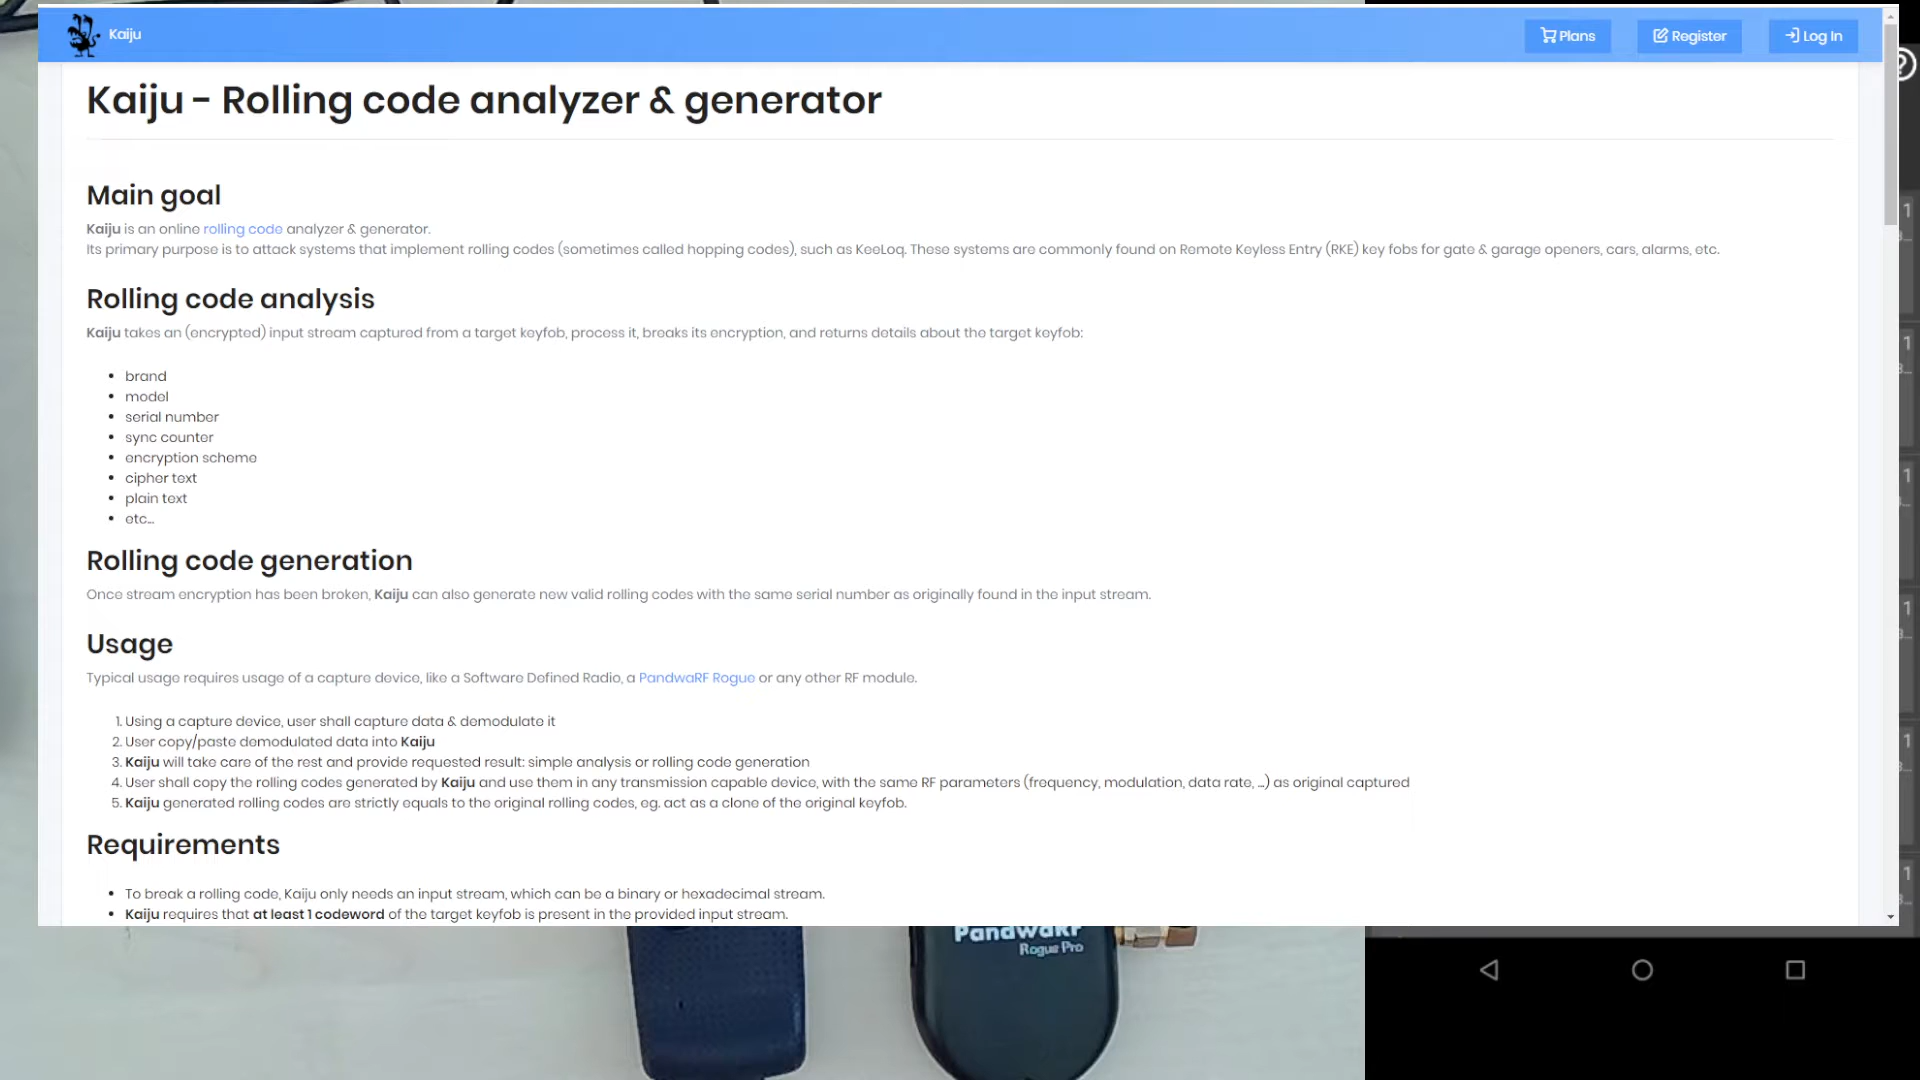 Kaiju
Plans
Register
Log In
Kaiju - Rolling code analyzer & generator
Main goal
Kaiju is an online rolling code analyzer & generator.
Its primary purpose is to attack systems that implement rolling codes (sometimes called hopping codes), such as KeeLoq. These systems are commonly found on Remote Keyless Entry (RKE) key fobs for gate & garage openers, cars, alarms, etc.
Rolling code analysis
Kaiju takes an (encrypted) input stream captured from a target keyfob, process it, breaks its encryption, and returns details about the target keyfob:
• brand
• model
• serial number
• sync counter
• encryption scheme
• cipher text
• plain text
• etc...
Rolling code generation
Once stream encryption has been broken, Kaiju can also generate new valid rolling codes with the same serial number as originally found in the input stream.
Usage
Typical usage requires usage of a capture device, like a Software Defined Radio, a PandwaRF Rogue or any other RF module.
1. Using a capture device, user shall capture data & demodulate it
2. User copy/paste demodulated data into Kaiju
3. Kaiju will take care of the rest and provide requested result: simple analysis or rolling code generation
4. User shall copy the rolling codes generated by Kaiju and use them in any transmission capable device, with the same RF parameters (frequency, modulation, data rate, ...) as original captured
5. Kaiju generated rolling codes are strictly equals to the original rolling codes, eg. act as a clone of the original keyfob.
Requirements
• To break a rolling code, Kaiju only needs an input stream, which can be a binary or hexadecimal stream.
• Kaiju requires that at least 1 codeword of the target keyfob is present in the provided input stream.
PandwaRF
Rogue Pro
?
1
1
1
1
1
1